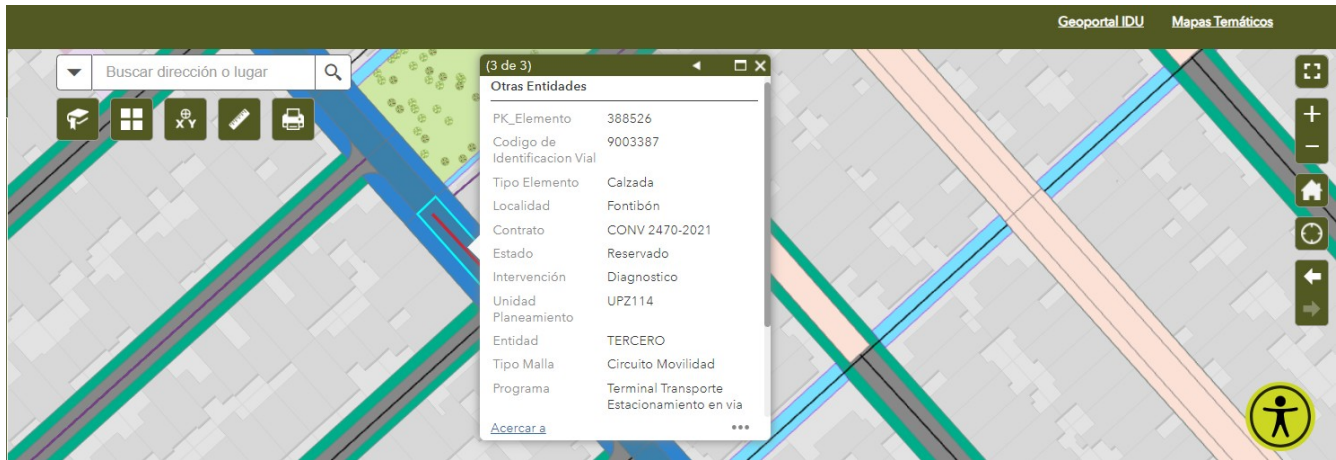 Geoportal IDU Mapas Temáticos
Buscar dirección o lugar
X Y
(3 de 3)
Otras Entidades
PK_Elemento 388526
Codigo de Identificacion Vial 9003387
Tipo Elemento Calzada
Localidad Fontibón
Contrato CONV 2470-2021
Estado Reservado
Intervención Diagnostico
Unidad Planeamiento UPZ114
Entidad TERCERO
Tipo Malla Circuito Movilidad
Programa Terminal Transporte Estacionamiento en via
Acercar a